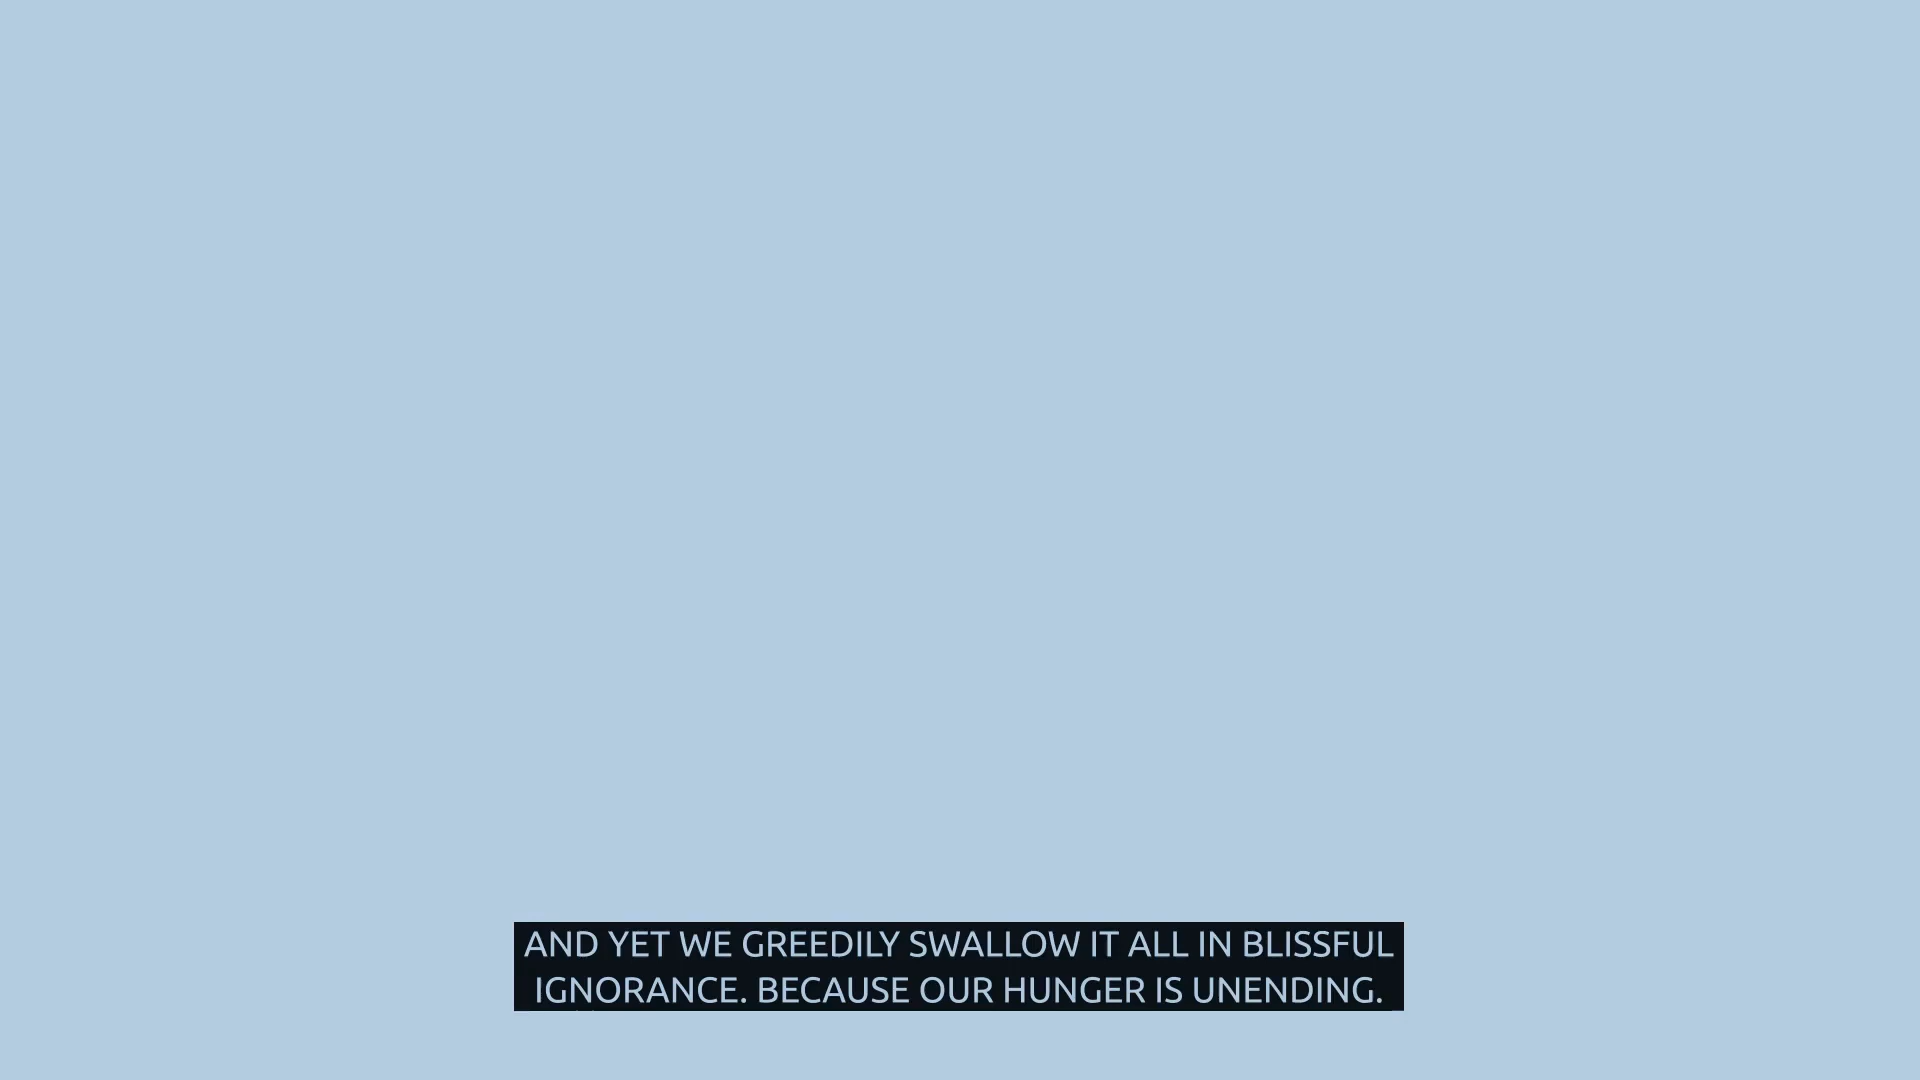 AND YET WE GREEDILY SWALLOW IT ALL IN BLISSFUL
IGNORANCE. BECAUSE OUR HUNGER IS UNENDING.